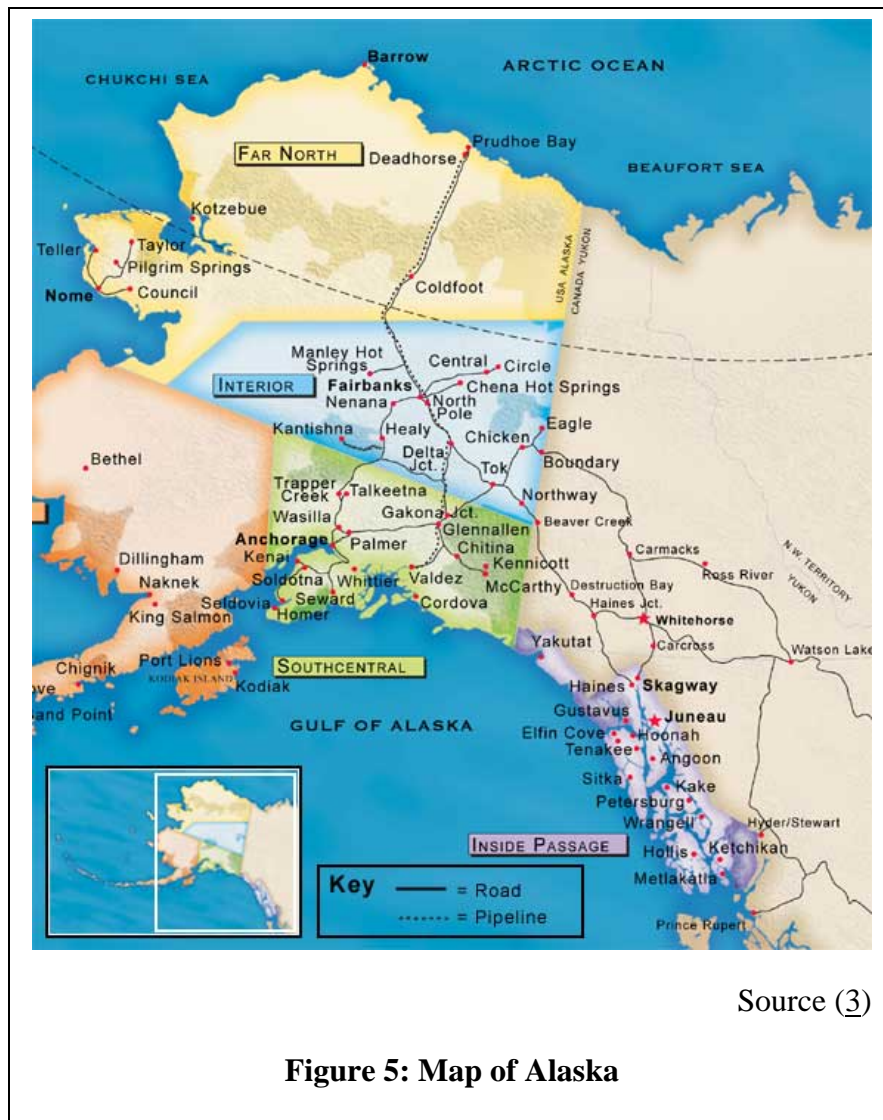 CHUKCHI SEA
Barrow
ARCTIC OCEAN
FAR NORTH
Prudhoe Bay
Deadhorse
BEAUFORT SEA
Kotzebue
Teller
Taylor
Pilgrim Springs
Nome
Council
Coldfoot
USA ALASKA
CANADA YUKON
Manley Hot
Springs
Central
Circle
INTERIOR
Fairbanks
Chena Hot Springs
Nenana
North
Pole
Kantishna
Healy
Chicken
Eagle
Delta
Jct.
Boundary
Bethel
Tok
Trapper
Creek
Talkeetna
Northway
Wasilla
Gakona Jct.
Beaver Creek
Glennallen
Anchorage
Palmer
Chitina
Carmacks
N.W. TERRITORY
YUKON
Kenai
Kennicott
Ross River
Dillingham
Soldotna
Whittier
Valdez
McCarthy
Destruction Bay
Naknek
Seldovia
Seward
Cordova
Haines Jct.
Whitehorse
King Salmon
Homer
Yakutat
Carcross
Watson Lake
Chignik
Port Lions
SOUTHCENTRAL
KODIAK ISLAND
Haines
Skagway
ove
Kodiak
Gustavus
Juneau
and Point
GULF OF ALASKA
Elfin Cove
Hoonah
Tenakee
Angoon
Sitka
Kake
Petersburg
Wrangell
Hyder/Stewart
INSIDE PASSAGE
Hollis
Ketchikan
Metlakatla
Key
= Road
= Pipeline
Prince Rupert
Source (3)
Figure 5: Map of Alaska